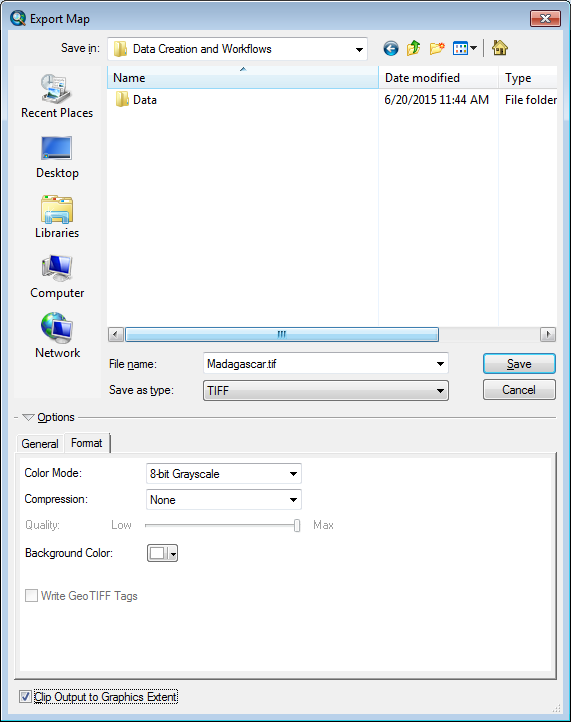 Export Map
Save in: Data Creation and Workflows
Name Date modified Type
Data 6/20/2015 11:44 AM File folder
Recent Places
Desktop
Libraries
Computer
Network
File name: Madagascar.tif Save
Save as type: TIFF Cancel
Options
General Format
Color Mode: 8-bit Grayscale
Compression: None
Quality: Low Max
Background Color:
Write GeoTIFF Tags
Clip Output to Graphics Extent